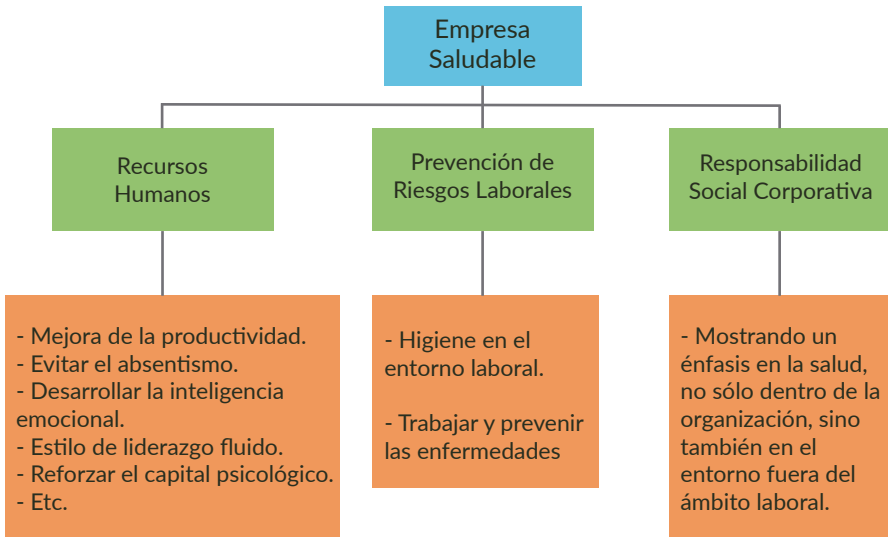 Empresa
Saludable
Recursos
Humanos
Prevención de
Riesgos Laborales
Responsabilidad
Social Corporativa
- Mejora de la productividad.
- Evitar el absentismo.
- Desarrollar la inteligencia
emocional.
- Estilo de liderazgo fluido.
- Reforzar el capital psicológico.
- Etc.
- Higiene en el
entorno laboral.
- Trabajar y prevenir
las enfermedades
- Mostrando un
énfasis en la salud,
no sólo dentro de la
organización, sino
también en el
entorno fuera del
ámbito laboral.